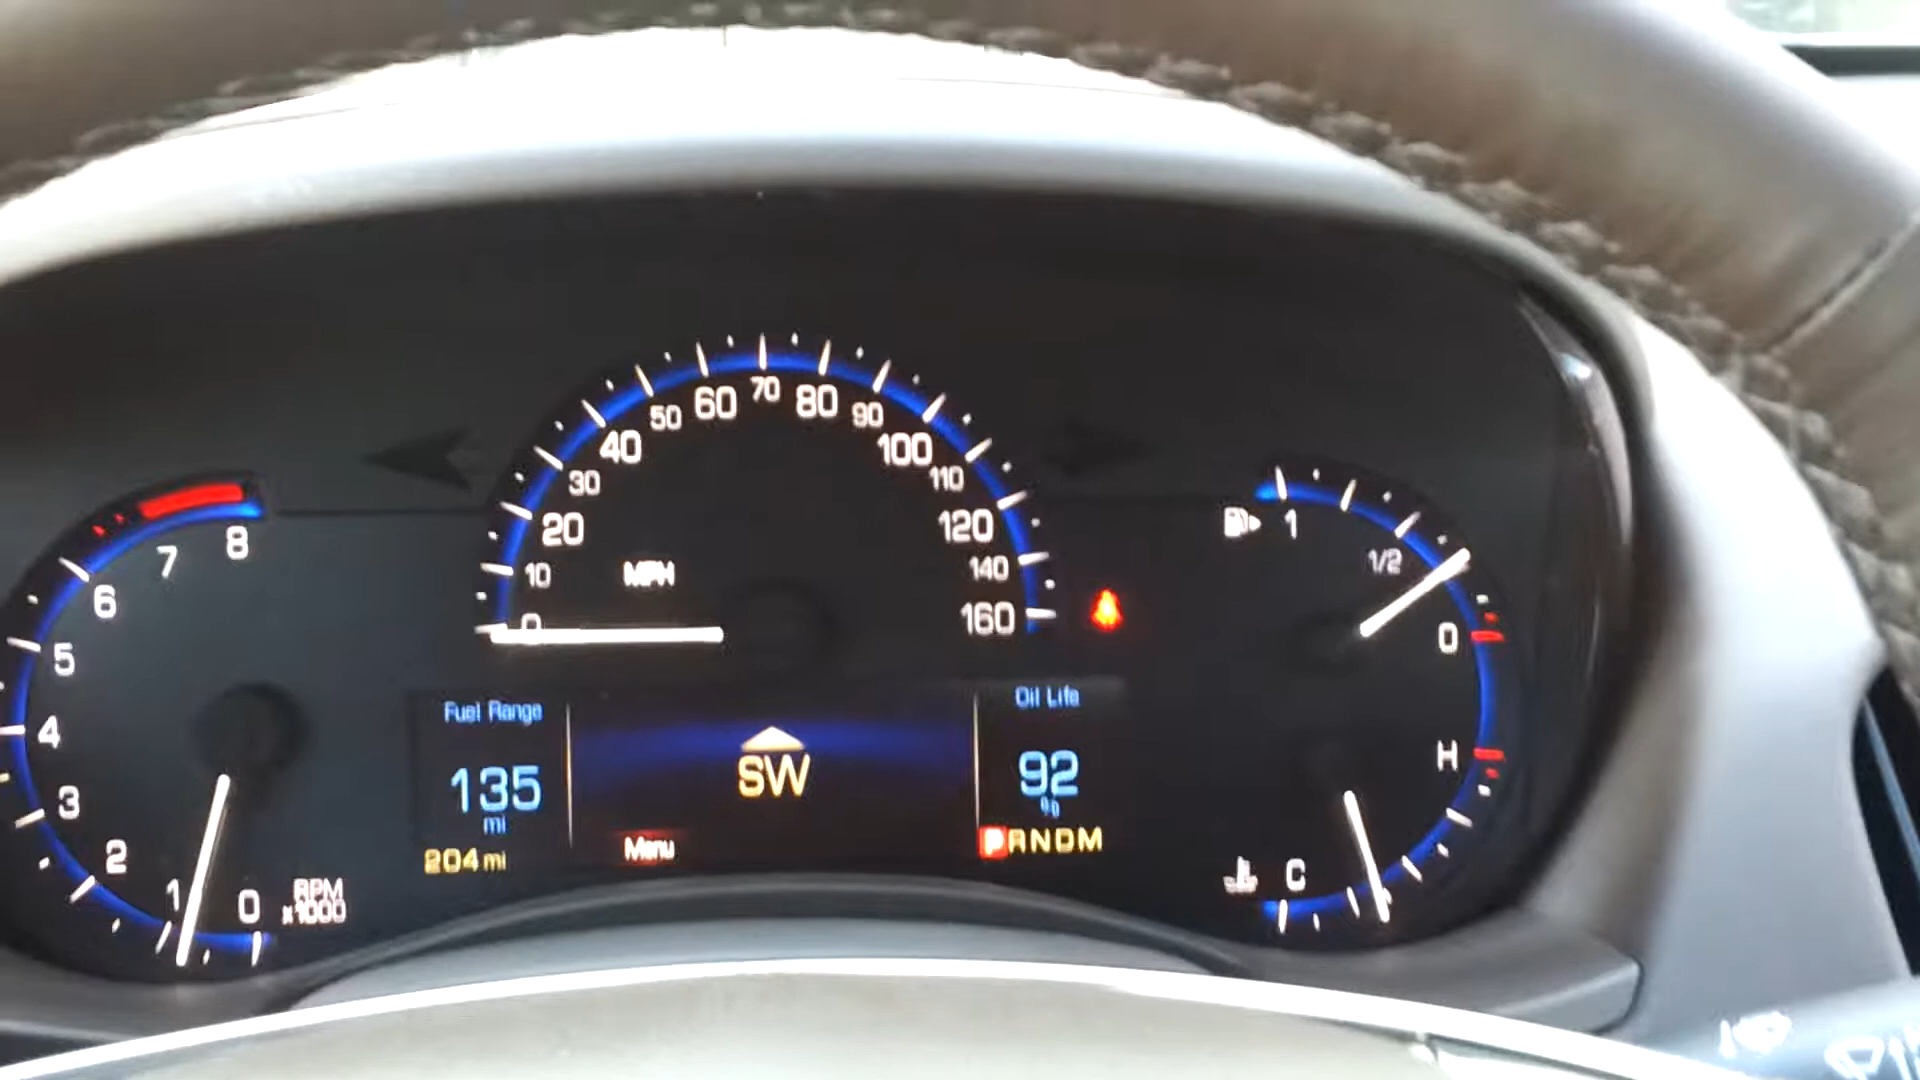 0 10 20 30 40 50 60 70 80 90 100 110 120 140 160
MPH
8
7
6
5
4
3
2
1
0
RPM
x1000
1
1/2
0
H
C
Fuel Range
135
mi
204 mi
SW
Menu
Oil Life
92
%
PRNDM